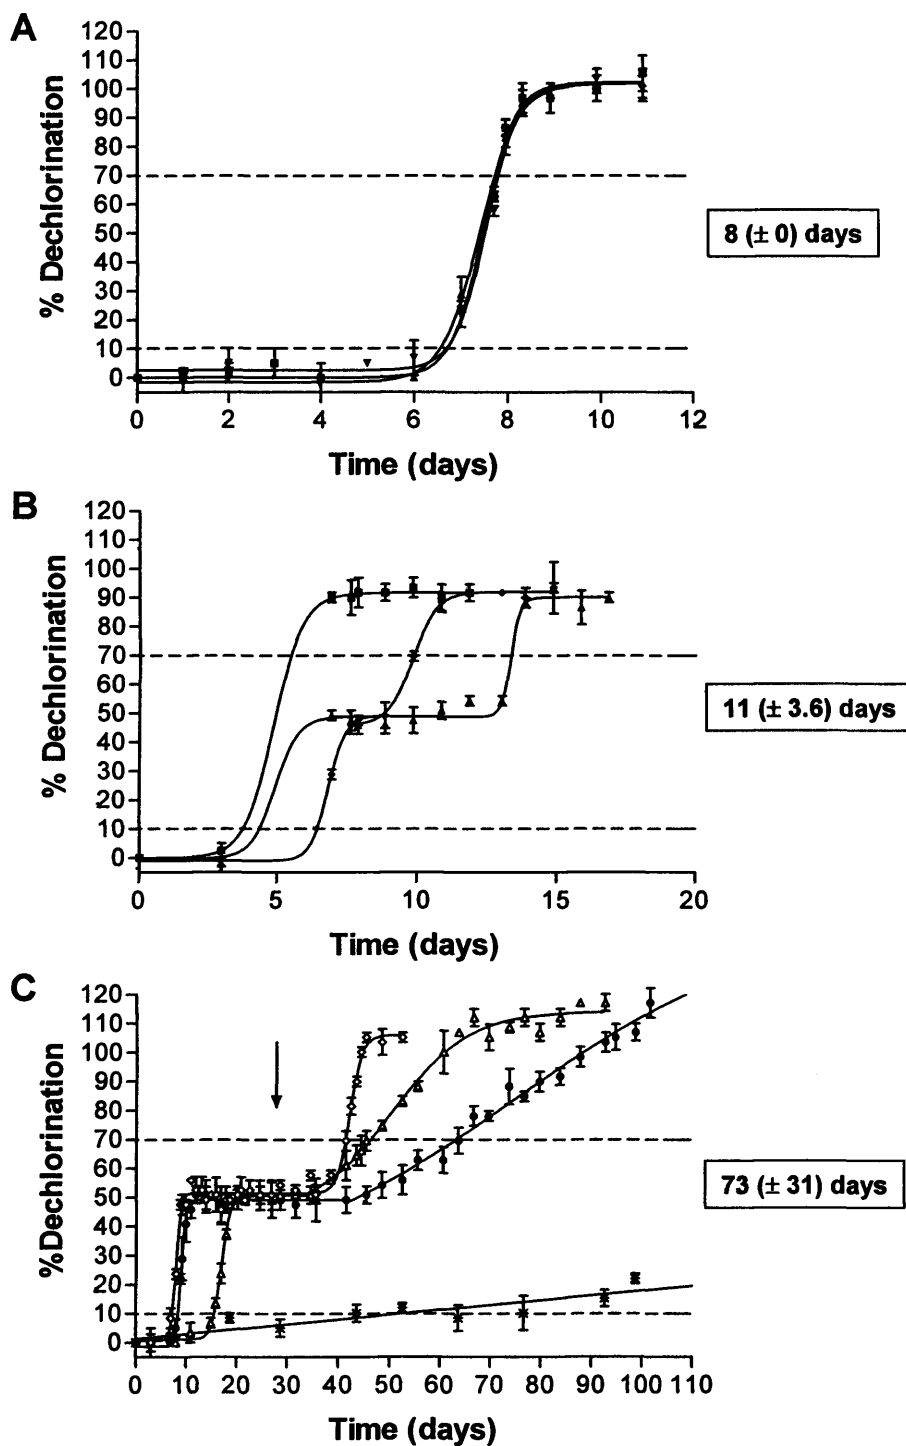 A
% Dechlorination
120
110
100
90
80
70
60
50
40
30
20
10
0
0 2 4 6 8 10 12
Time (days)
8 (± 0) days
B
% Dechlorination
120
110
100
90
80
70
60
50
40
30
20
10
0
0 5 10 15 20
Time (days)
11 (± 3.6) days
C
%Dechlorination
120
110
100
90
80
70
60
50
40
30
20
10
0
0 10 20 30 40 50 60 70 80 90 100 110
Time (days)
73 (± 31) days